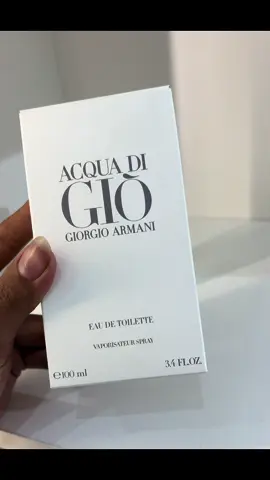 ACQUA DI
GIÒ
GIORGIO ARMANI
EAU DE TOILETTE
VAPORISATEUR SPRAY
℮100 ml
3.4 FL.OZ.